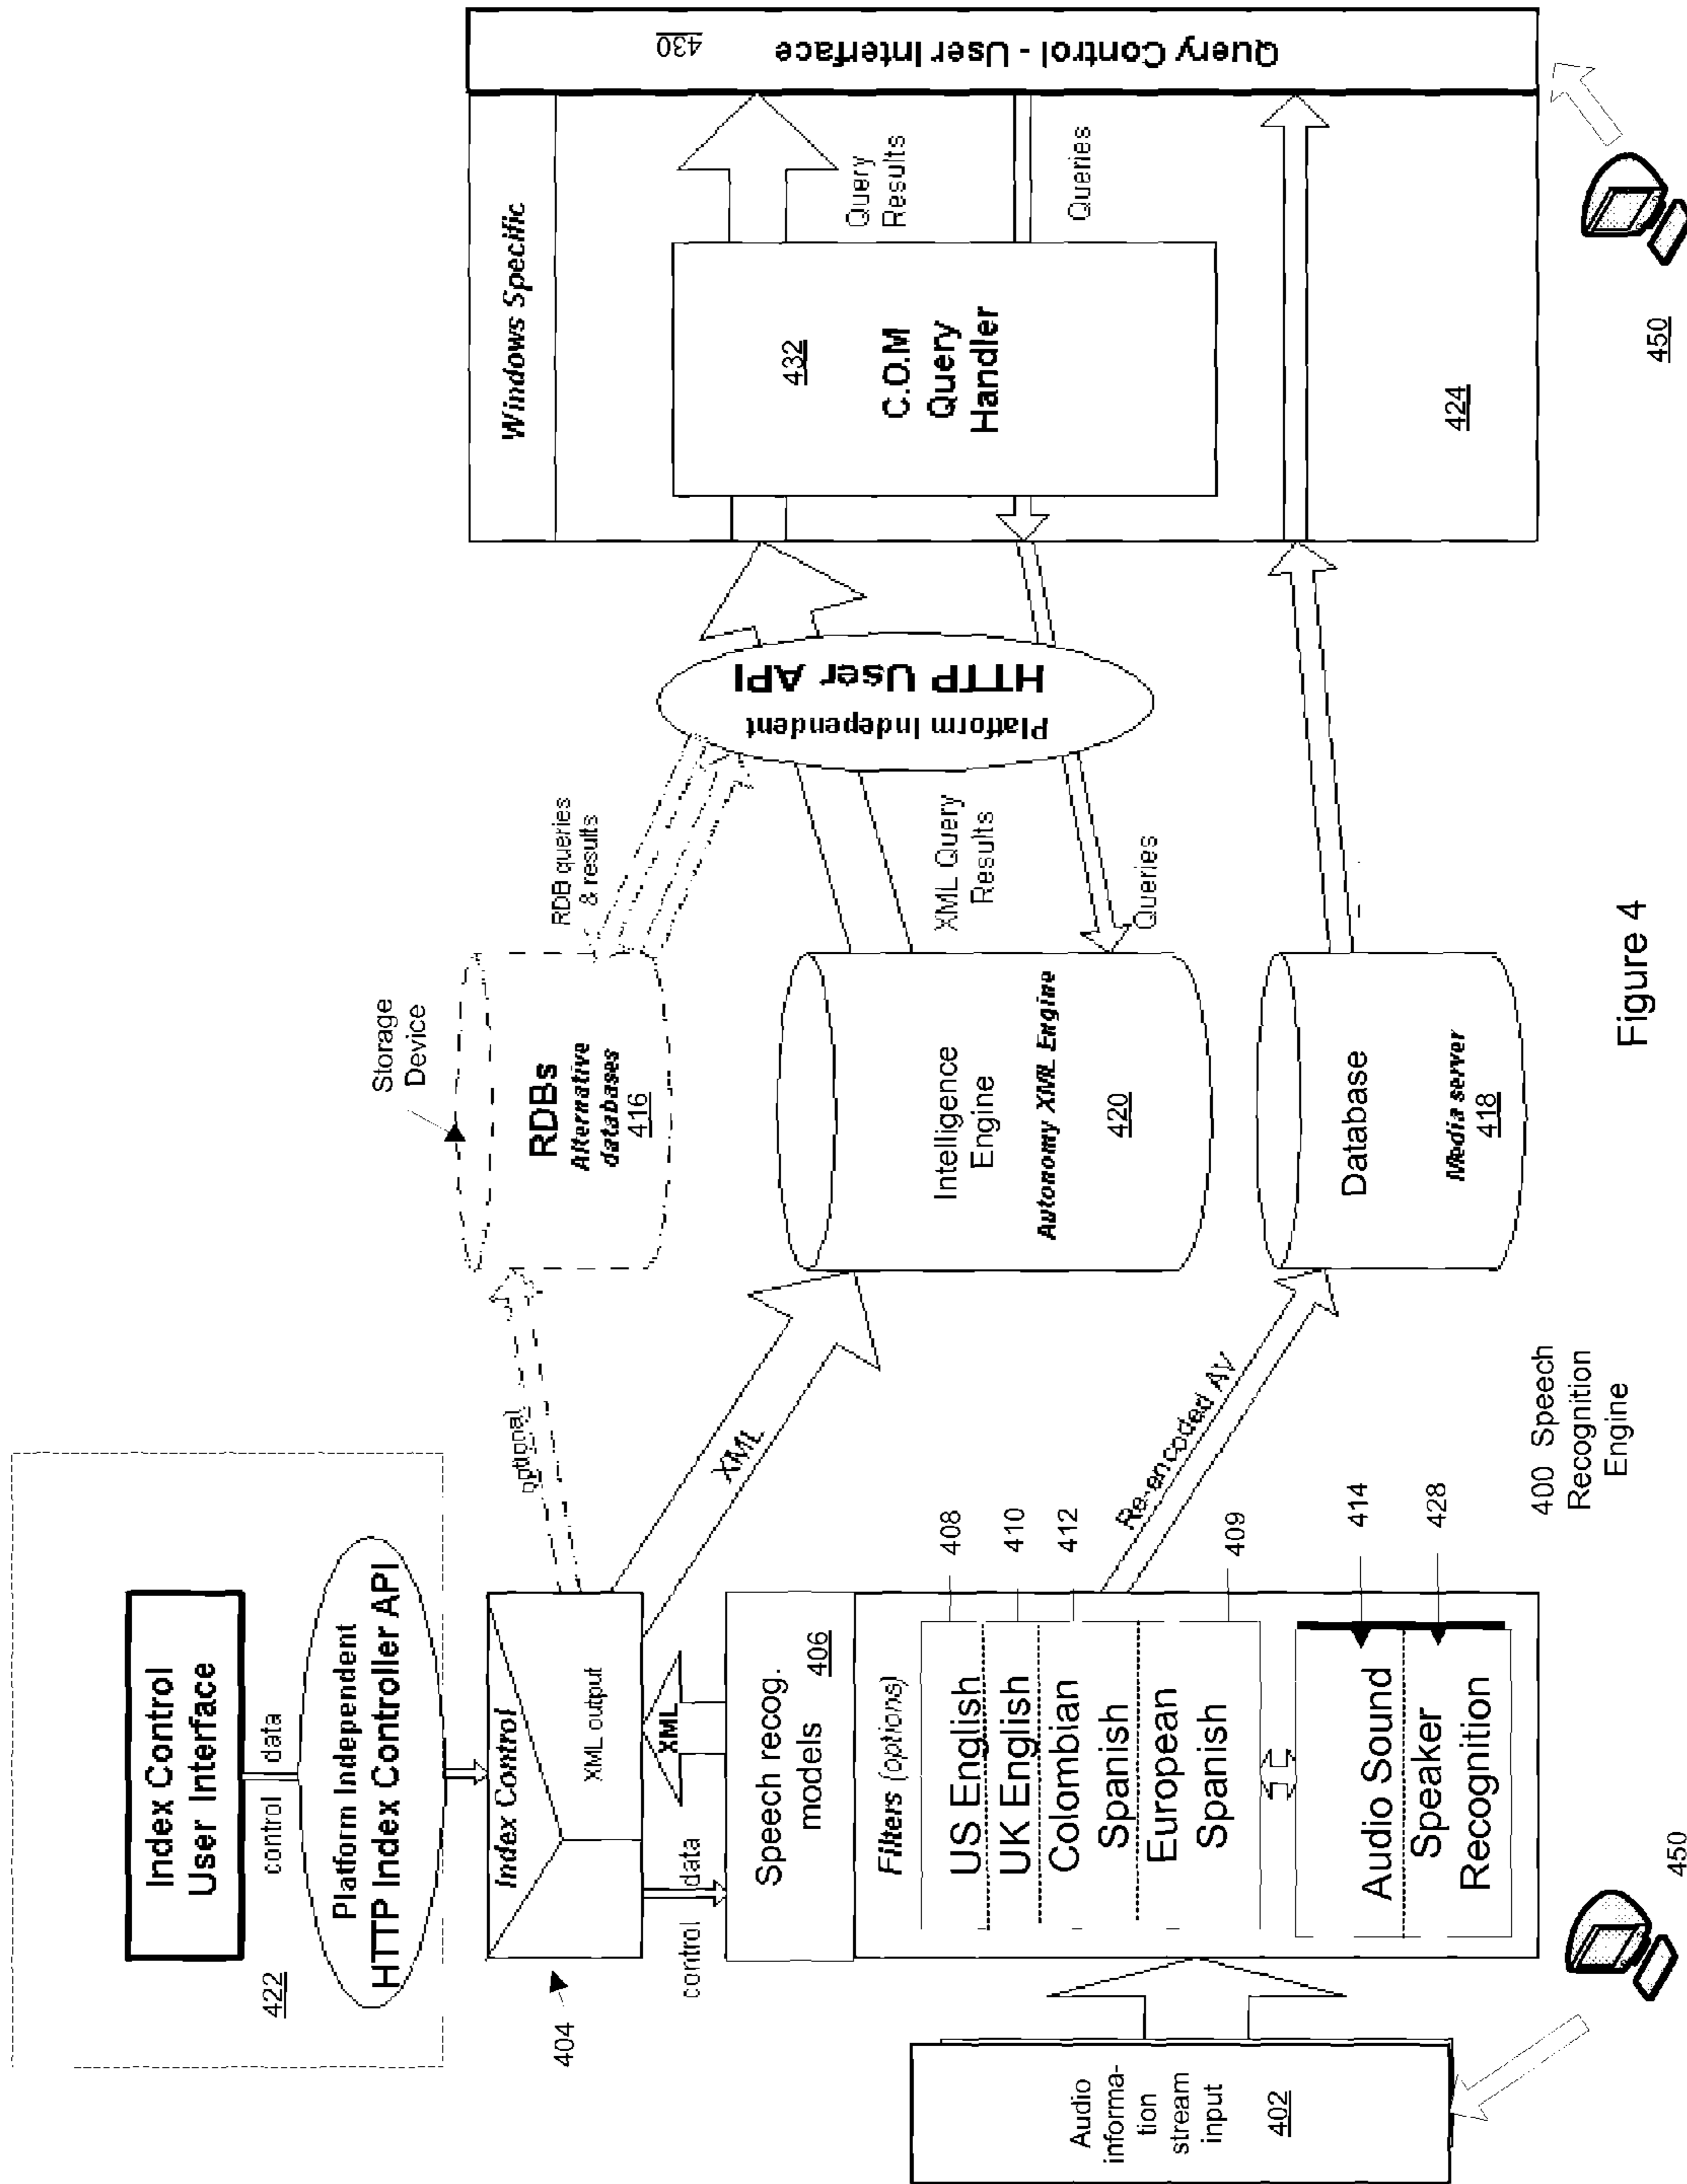 Index Control
User Interface
422
control data
Platform Independent
HTTP Index Controller API
404
Index Control
XML output
control data
XML
Speech recog.
models
406
Filters (options)
US English
UK English
Colombian
Spanish
European
Spanish
408
410
412
409
Audio Sound
Speaker
Recognition
414
428
400 Speech
Recognition
Engine
Audio
informa-
tion
stream
input
402
450
optional
XML
Re-encoded AV
Storage
Device
RDBs
Alternative
databases
416
Intelligence
Engine
Autonomy XML Engine
420
Database
Media server
418
RDB queries
& results
XML Query
Results
Queries
Platform Independent
HTTP User API
Windows Specific
432
C.O.M
Query
Handler
Query
Results
Queries
424
Query Control - User Interface
430
450
Figure 4